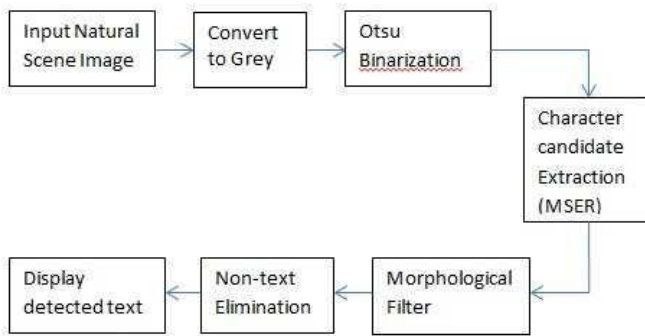 Input Natural
Scene Image
Convert
to Grey
Otsu
Binarization
Character
candidate
Extraction
(MSER)
Morphological
Filter
Non-text
Elimination
Display
detected text